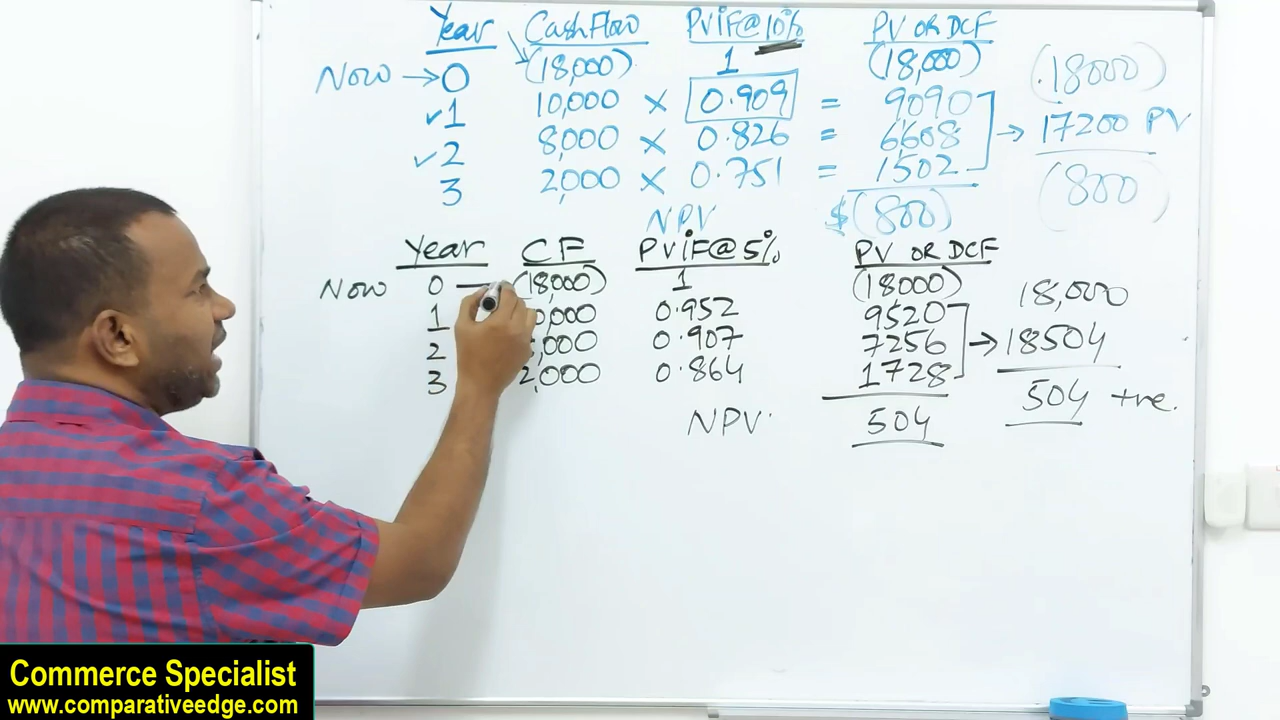 Year Cash Flow PViF@10% PV OR DCF
Now → 0 (18,000) 1 (18,000) (18000)
✓1 10,000 × 0.909 = 9090 → 17200 PV
✓2 8,000 × 0.826 = 6608
3 2,000 × 0.751 = 1502 (800)
NPV $(800)
Year CF PViF@5% PV OR DCF
Now 0 (18,000) 1 (18000) 18,000
1 0,000 0.952 9520
2 ,000 0.907 7256 → 18504
3 2,000 0.864 1728
NPV 504 504 +ve.
Commerce Specialist
www.comparativeedge.com